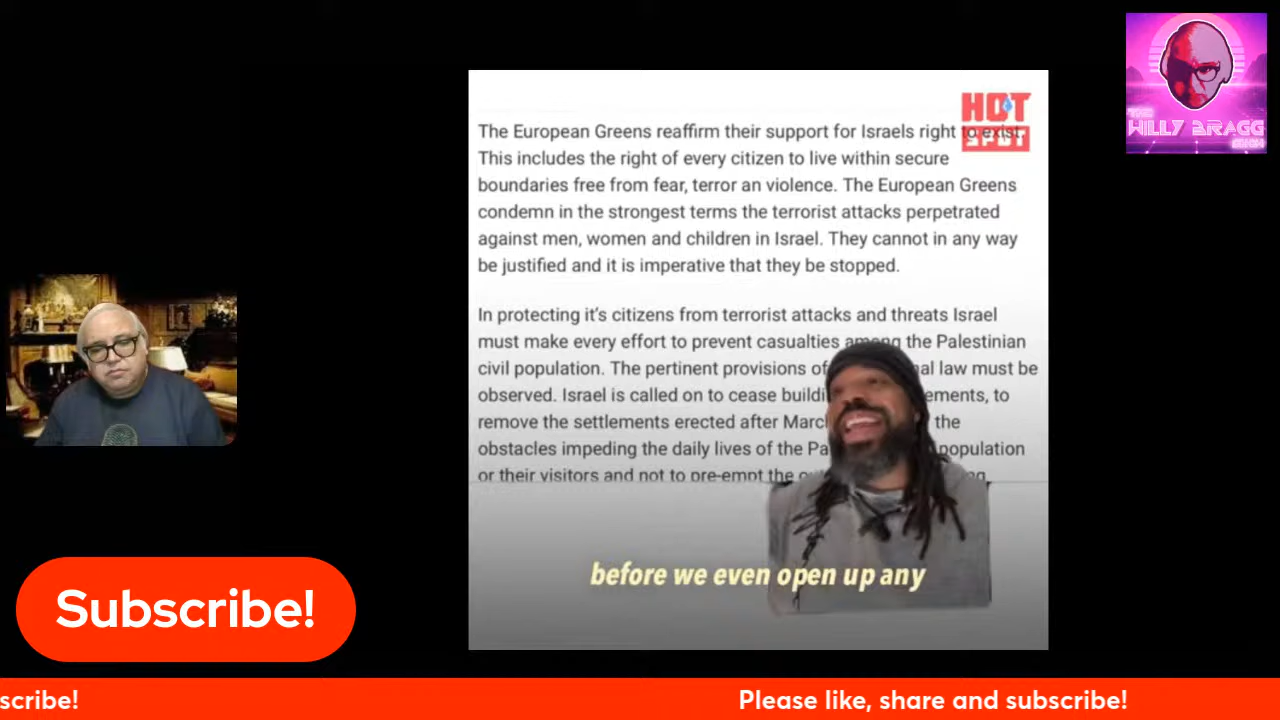 HOT
SPOT
THE
WILLY BRAGG
SHOW
The European Greens reaffirm their support for Israels right to exist.
This includes the right of every citizen to live within secure
boundaries free from fear, terror an violence. The European Greens
condemn in the strongest terms the terrorist attacks perpetrated
against men, women and children in Israel. They cannot in any way
be justified and it is imperative that they be stopped.
In protecting it's citizens from terrorist attacks and threats Israel
must make every effort to prevent casualties among the Palestinian
civil population. The pertinent provisions of al law must be
observed. Israel is called on to cease buildi ements, to
remove the settlements erected after Marc the
obstacles impeding the daily lives of the Pa population
or their visitors and not to pre-empt the
before we even open up any
Subscribe!
scribe! Please like, share and subscribe!